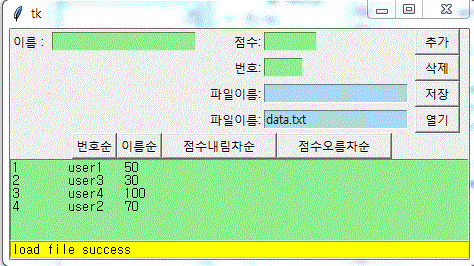 tk
이름 : 점수: 추가
번호: 삭제
파일이름: 저장
파일이름: data.txt 열기
번호순 이름순 점수내림차순 점수오름차순
1 user1 50
2 user3 30
3 user4 100
4 user2 70
load file success